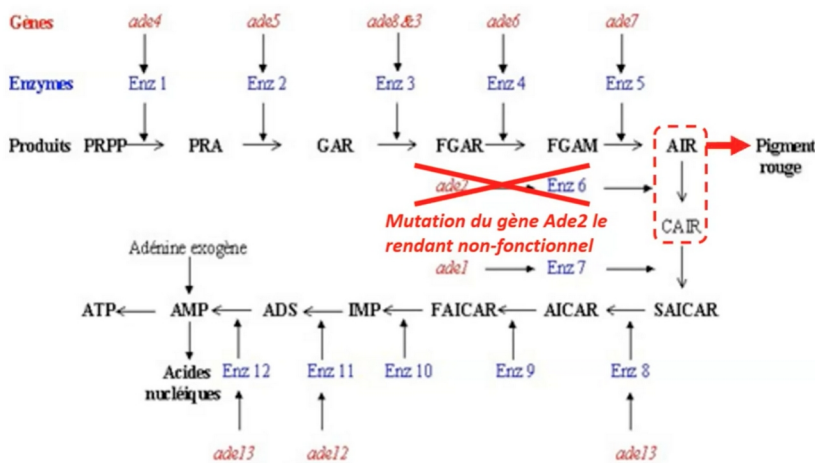 Gènes ade4 ade5 ade8 &3 ade6 ade7
Enzymes Enz 1 Enz 2 Enz 3 Enz 4 Enz 5
Produits PRPP PRA GAR FGAR FGAM AIR Pigment
rouge
ade2 Enz 6
Mutation du gène Ade2 le
rendant non-fonctionnel
CAIR
Adénine exogène
ade1 Enz 7
ATP AMP ADS IMP FAICAR AICAR SAICAR
Acides
nucléiques
Enz 12 Enz 11 Enz 10 Enz 9 Enz 8
ade13 ade12 ade13